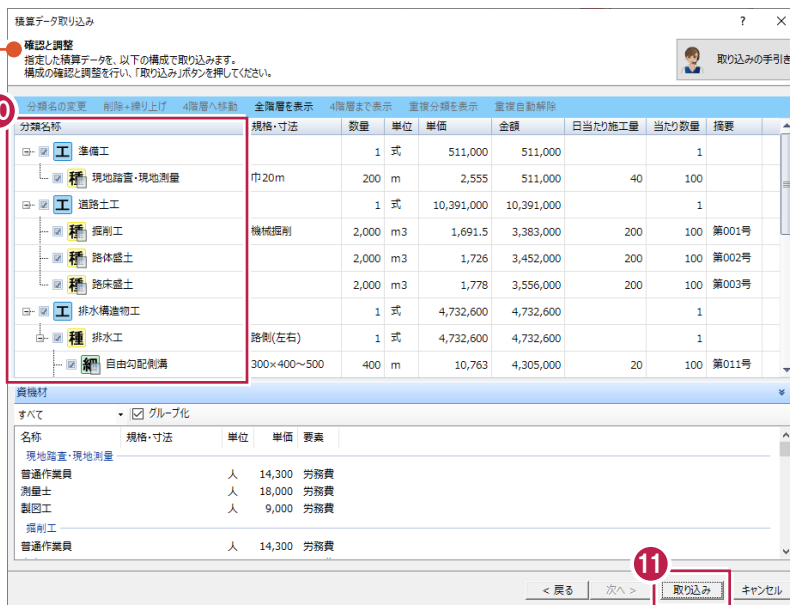 積算データ取り込み ? ×
確認と調整
指定した積算データを、以下の構成で取り込みます。
構成の確認と調整を行い、「取り込み」ボタンを押してください。
取り込みの手引き
分類名の変更 削除+繰り上げ 4階層へ移動 全階層を表示 4階層まで表示 重複分類を表示 重複自動解除
分類名称 規格・寸法 数量 単位 単価 金額 日当たり施工量 当たり数量 摘要
工 準備工 1 式 511,000 511,000 1
種 現地踏査・現地測量 巾20m 200 m 2,555 511,000 40 100
工 道路土工 1 式 10,391,000 10,391,000 1
種 掘削工 機械掘削 2,000 m3 1,691.5 3,383,000 200 100 第001号
種 路体盛土 2,000 m3 1,726 3,452,000 200 100 第002号
種 路床盛土 2,000 m3 1,778 3,556,000 200 100 第003号
工 排水構造物工 1 式 4,732,600 4,732,600 1
種 排水工 路側(左右) 1 式 4,732,600 4,732,600 1
細 自由勾配側溝 300×400～500 400 m 10,763 4,305,000 20 100 第011号
資機材
すべて グループ化
名称 規格・寸法 単位 単価 要素
現地踏査・現地測量
普通作業員 人 14,300 労務費
測量士 人 18,000 労務費
製図工 人 9,000 労務費
掘削工
普通作業員 人 14,300 労務費
11
< 戻る 次へ > 取り込み キャンセル